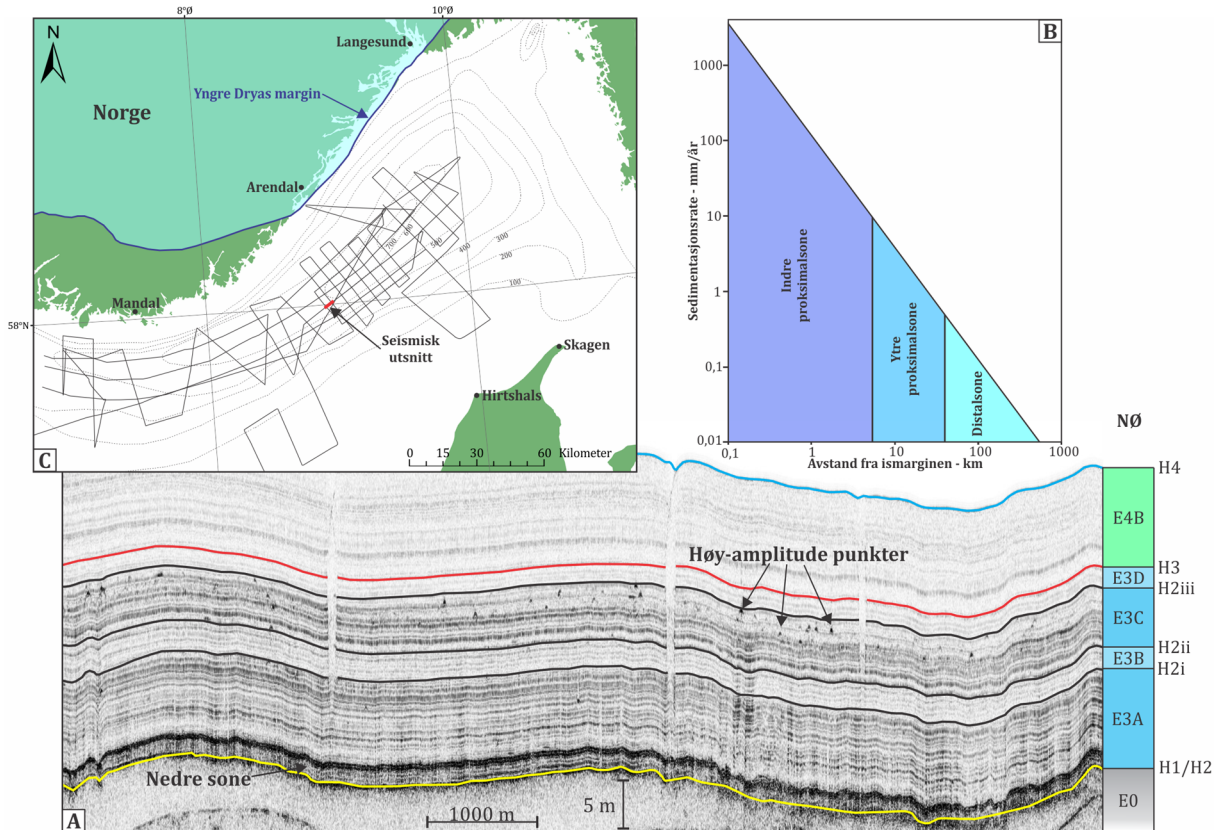 8°Ø
10°Ø
N
Langesund
Norge
Yngre Dryas margin
Arendal
700
600
500
400
300
200
100
Mandal
58°N
Seismisk
utsnitt
Skagen
Hirtshals
0 15 30 60 Kilometer
C
B
Sedimentasjonsrate - mm/år
1000
100
10
1
0,1
0,01
Indre
proksimalsone
Ytre
proksimalsone
Distalsone
0,1 1 10 100 1000
Avstand fra ismarginen - km
NØ
H4
E4B
Høy-amplitude punkter
H3
E3D
H2iii
E3C
H2ii
E3B
H2i
E3A
H1/H2
Nedre sone
E0
A
1000 m
5 m